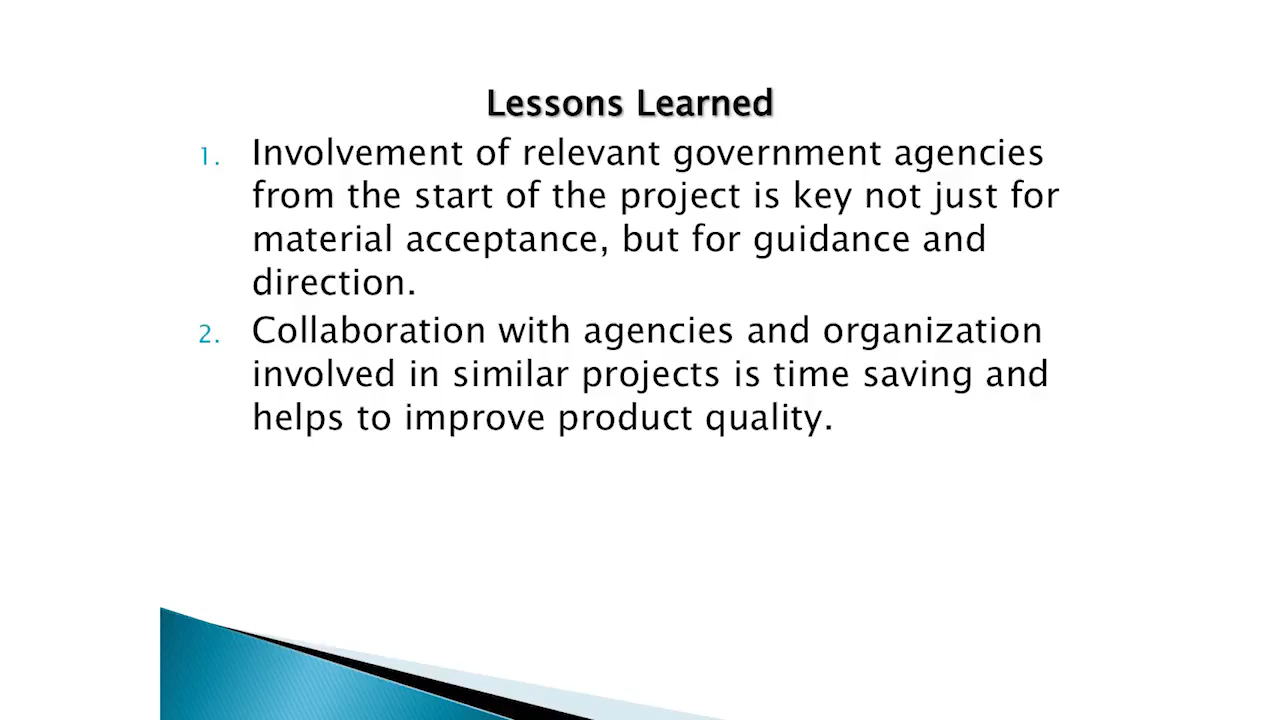 Lessons Learned
1. Involvement of relevant government agencies
from the start of the project is key not just for
material acceptance, but for guidance and
direction.
2. Collaboration with agencies and organization
involved in similar projects is time saving and
helps to improve product quality.